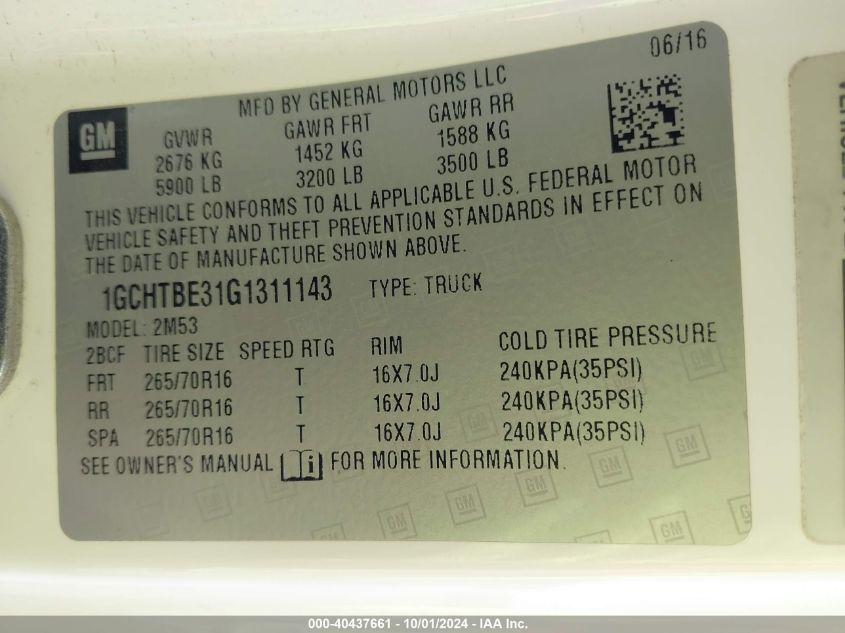 06/16
GM
MFD BY GENERAL MOTORS LLC
GVWR GAWR FRT GAWR RR
2676 KG 1452 KG 1588 KG
5900 LB 3200 LB 3500 LB
THIS VEHICLE CONFORMS TO ALL APPLICABLE U.S. FEDERAL MOTOR
VEHICLE SAFETY AND THEFT PREVENTION STANDARDS IN EFFECT ON
THE DATE OF MANUFACTURE SHOWN ABOVE.
1GCHTBE31G1311143 TYPE: TRUCK
MODEL: 2M53
2BCF TIRE SIZE SPEED RTG RIM COLD TIRE PRESSURE
FRT 265/70R16 T 16X7.0J 240KPA(35PSI)
RR 265/70R16 T 16X7.0J 240KPA(35PSI)
SPA 265/70R16 T 16X7.0J 240KPA(35PSI)
SEE OWNER'S MANUAL i FOR MORE INFORMATION.
000-40437661 - 10/01/2024 - IAA Inc.